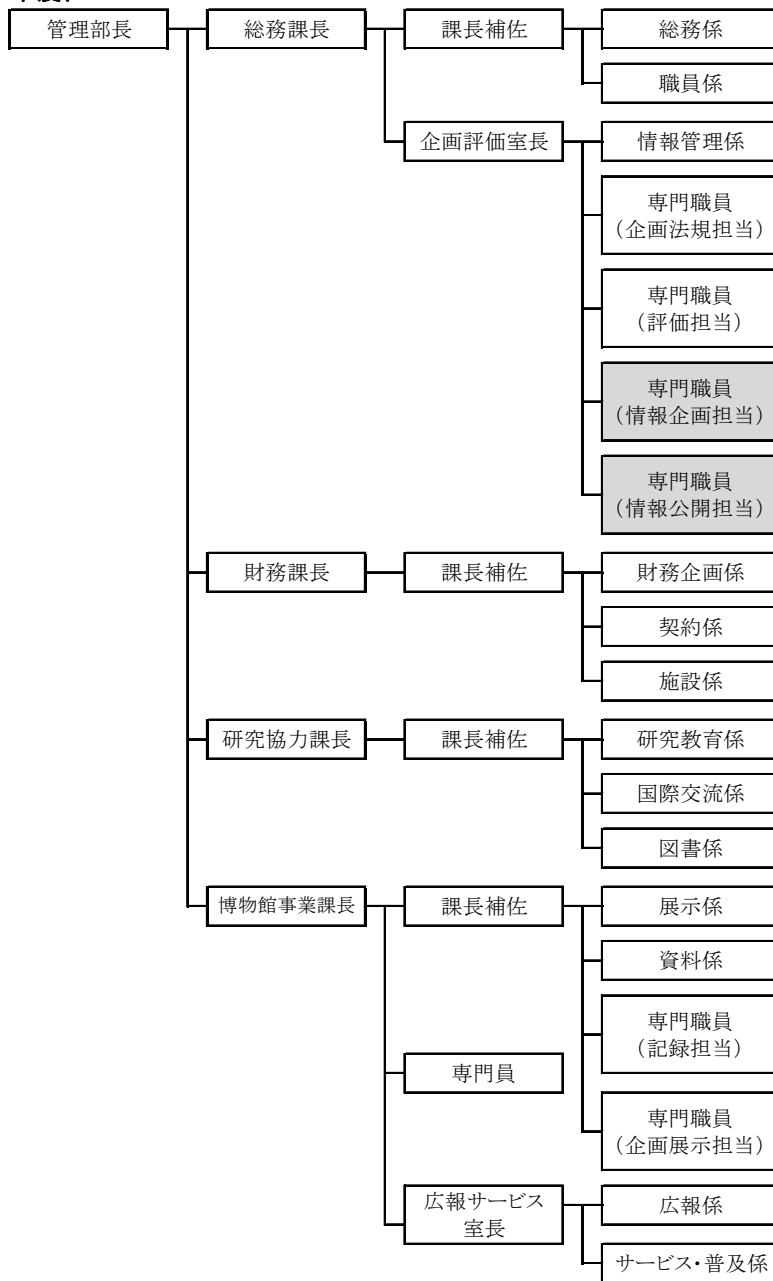 管理部長
総務課長
課長補佐
総務係
職員係
企画評価室長
情報管理係
専門職員
（企画法規担当）
専門職員
（評価担当）
専門職員
（情報企画担当）
専門職員
（情報公開担当）
財務課長
課長補佐
財務企画係
契約係
施設係
研究協力課長
課長補佐
研究教育係
国際交流係
図書係
博物館事業課長
課長補佐
展示係
資料係
専門職員
（記録担当）
専門員
専門職員
（企画展示担当）
広報サービス
室長
広報係
サービス・普及係